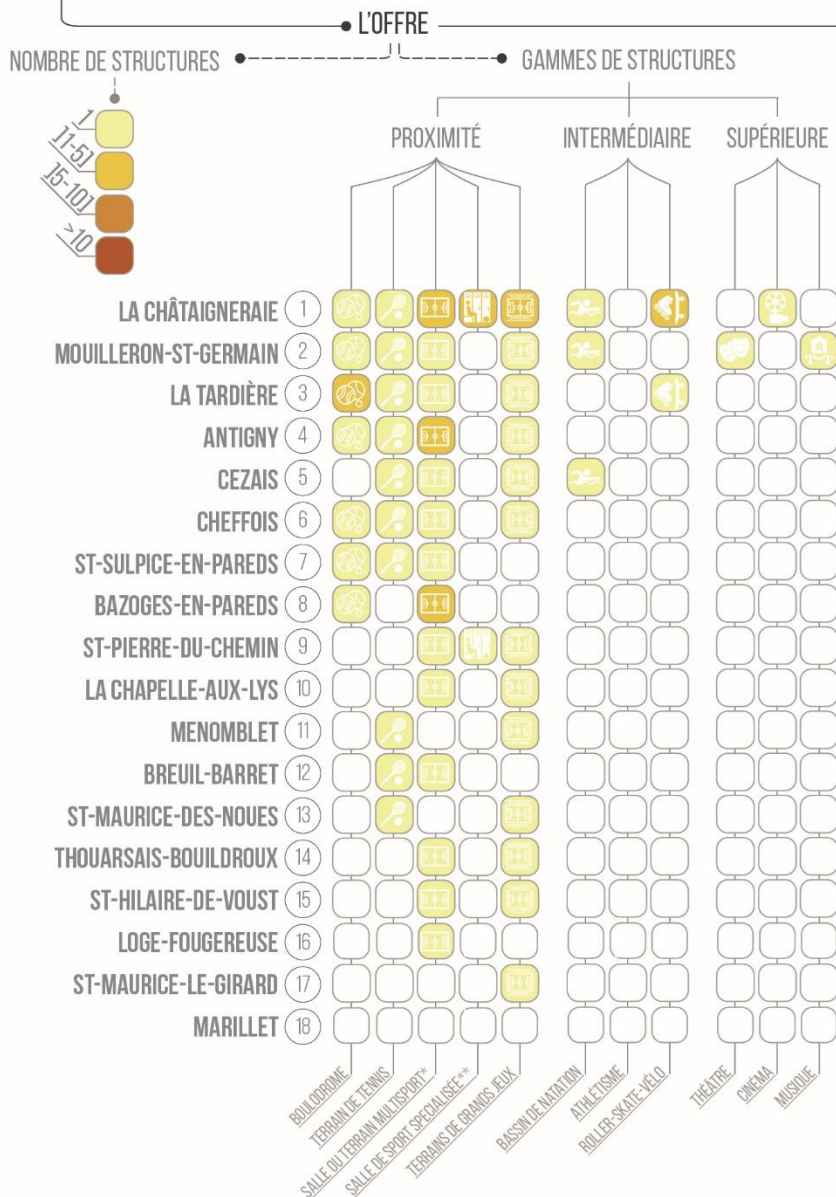 L'OFFRE
NOMBRE DE STRUCTURES
GAMMES DE STRUCTURES
1
]1-5]
]5-10]
>10
PROXIMITÉ
INTERMÉDIAIRE
SUPÉRIEURE
LA CHÂTAIGNERAIE 1
MOUILLERON-ST-GERMAIN 2
LA TARDIÈRE 3
ANTIGNY 4
CEZAIS 5
CHEFFOIS 6
ST-SULPICE-EN-PAREDS 7
BAZOGES-EN-PAREDS 8
ST-PIERRE-DU-CHEMIN 9
LA CHAPELLE-AUX-LYS 10
MENOMBLET 11
BREUIL-BARRET 12
ST-MAURICE-DES-NOUES 13
THOUARSAIS-BOUILDROUX 14
ST-HILAIRE-DE-VOUST 15
LOGE-FOUGEREUSE 16
ST-MAURICE-LE-GIRARD 17
MARILLET 18
BOULODROME
TERRAIN DE TENNIS
SALLE OU TERRAIN MULTISPORT*
SALLE DE SPORT SPECIALISÉE**
TERRAINS DE GRANDS JEUX
BASSIN DE NATATION
ATHLÉTISME
ROLLER-SKATE-VÉLO
THÉÂTRE
CINÉMA
MUSIQUE